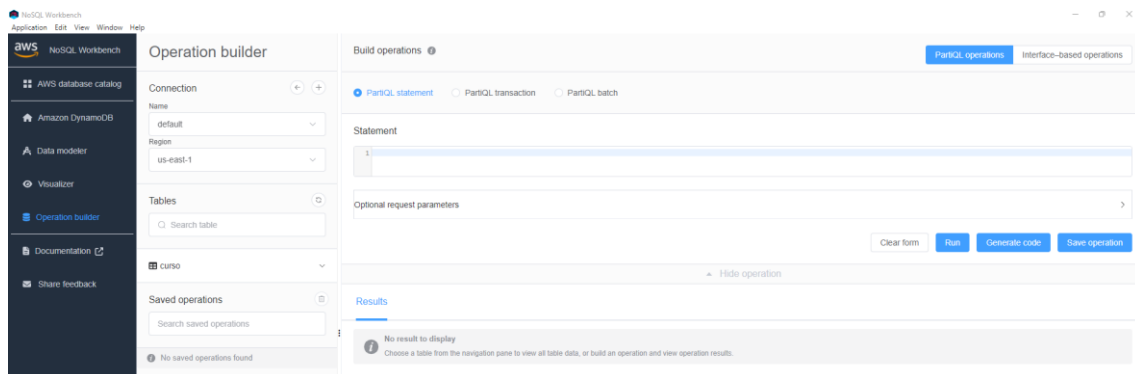 NoSQL Workbench
Application Edit View Window Help
aws NoSQL Workbench
AWS database catalog
Amazon DynamoDB
Data modeler
Visualizer
Operation builder
Documentation
Share feedback
Operation builder
Connection
Name
default
Region
us-east-1
Tables
Search table
curso
Saved operations
Search saved operations
No saved operations found
Build operations
PartiQL operations Interface-based operations
PartiQL statement PartiQL transaction PartiQL batch
Statement
1
Optional request parameters
Clear form Run Generate code Save operation
Hide operation
Results
No result to display
Choose a table from the navigation pane to view all table data, or build an operation and view operation results.